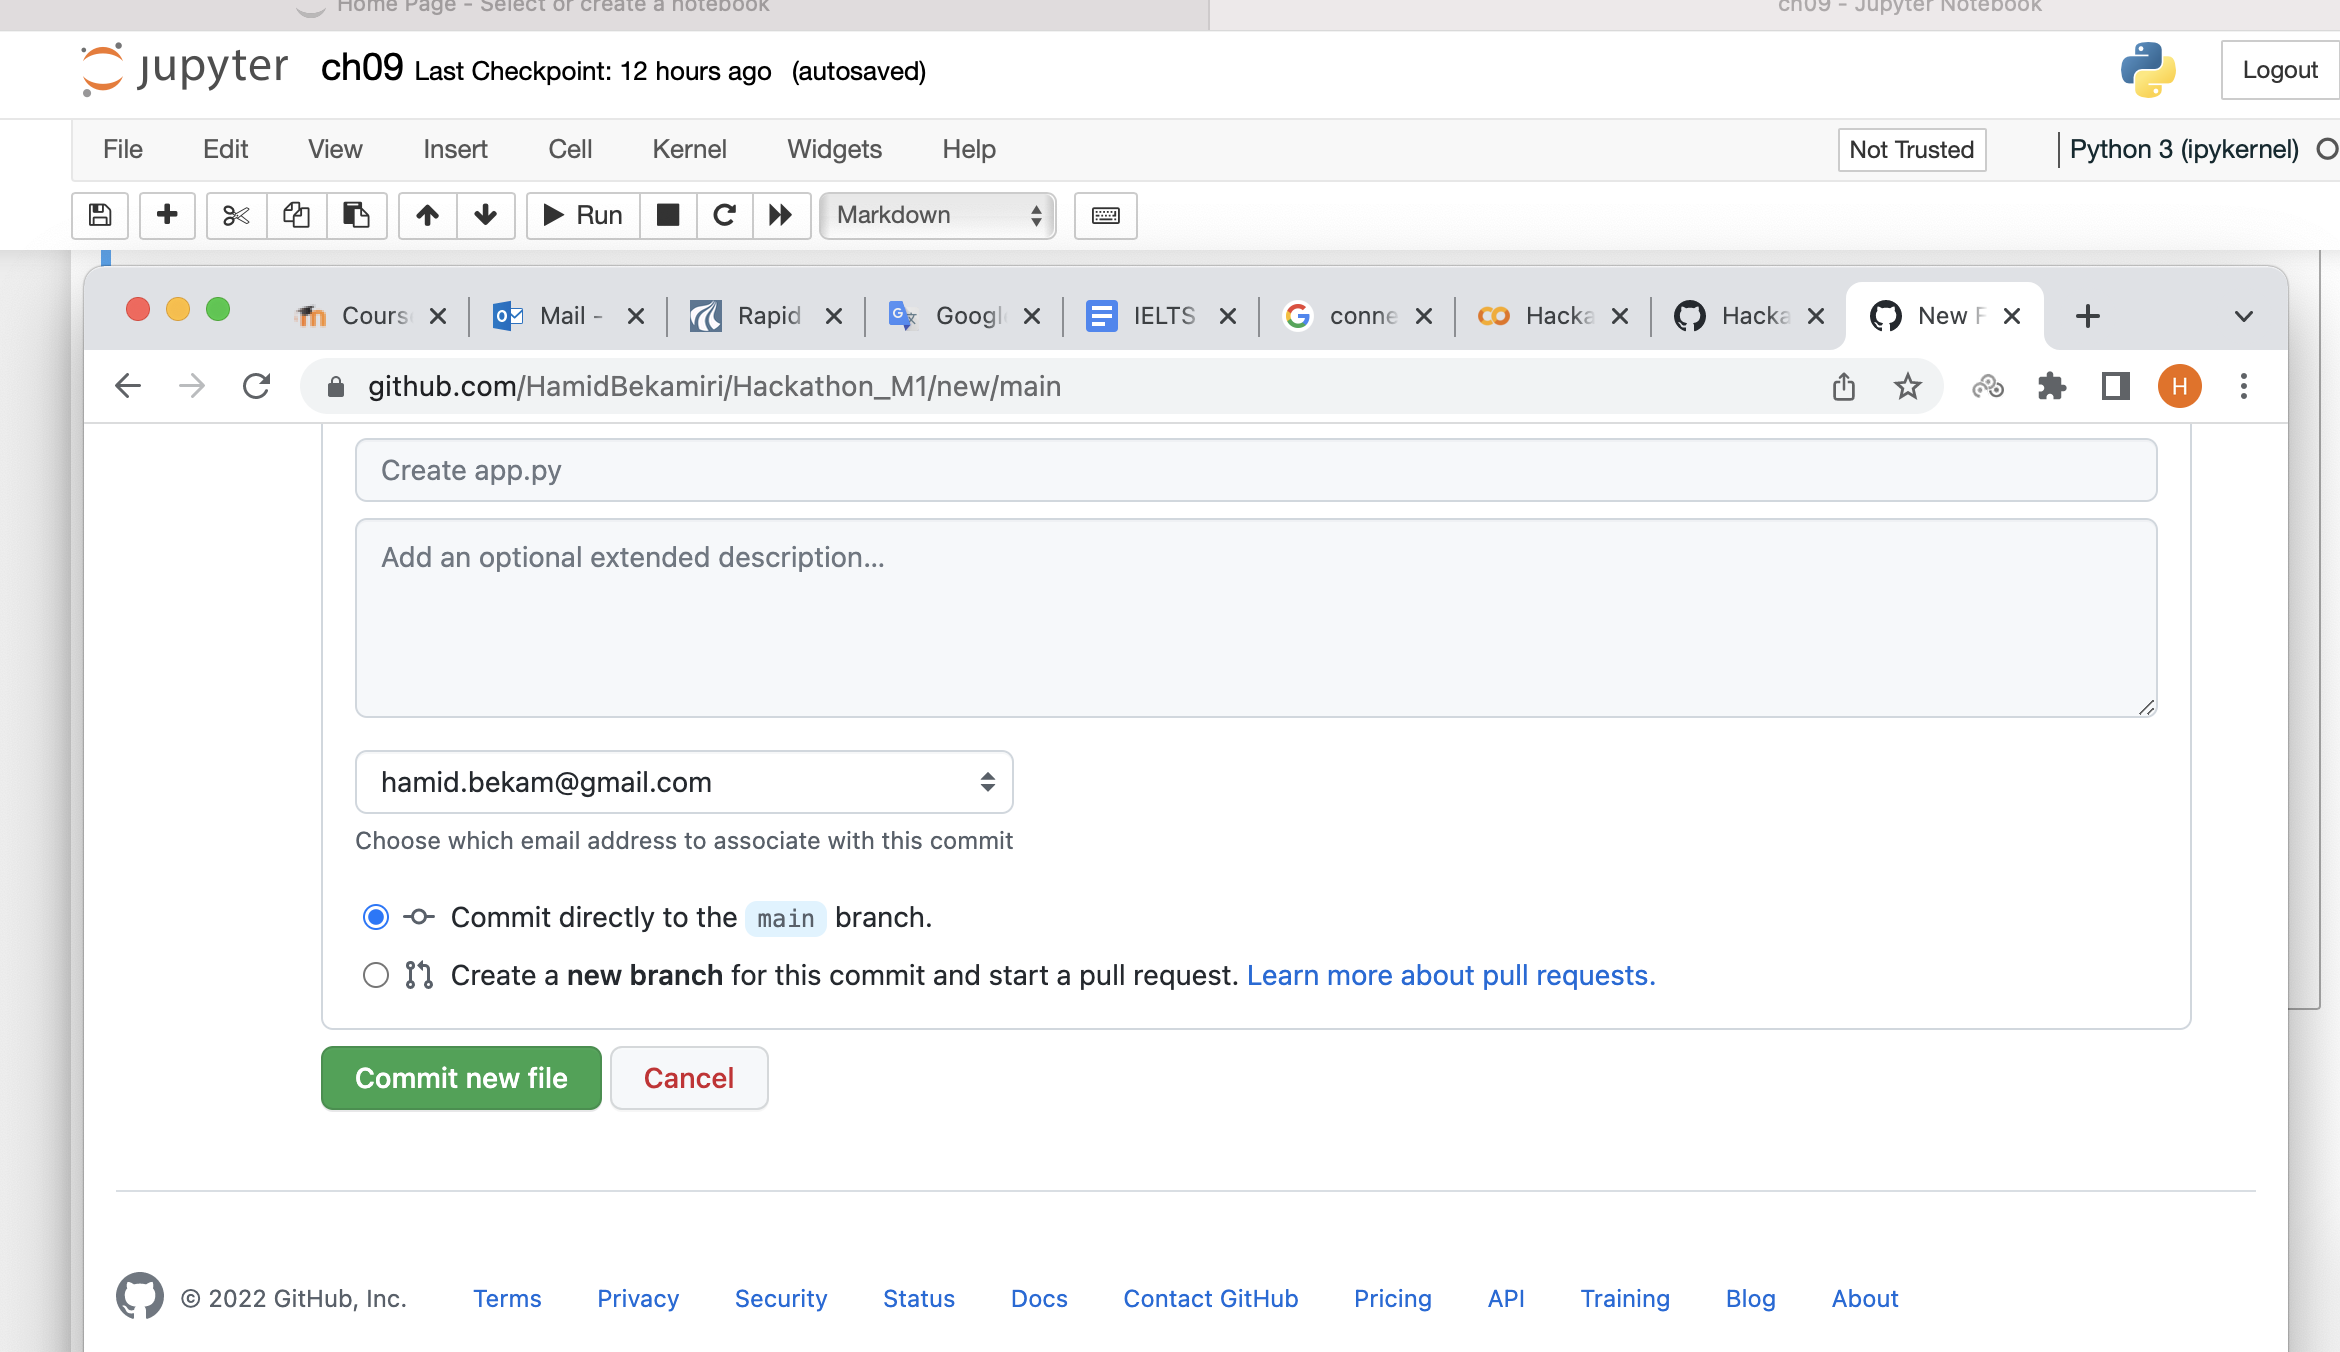 Home Page - Select or create a notebook
ch09 - Jupyter Notebook
jupyter ch09 Last Checkpoint: 12 hours ago (autosaved)
Logout
File Edit View Insert Cell Kernel Widgets Help
Not Trusted
Python 3 (ipykernel)
Run
Markdown
Cours
Mail -
Rapid
Googl
IELTS
conne
Hacka
Hacka
New F
github.com/HamidBekamiri/Hackathon_M1/new/main
H
Create app.py
Add an optional extended description...
hamid.bekam@gmail.com
Choose which email address to associate with this commit
Commit directly to the main branch.
Create a new branch for this commit and start a pull request. Learn more about pull requests.
Commit new file
Cancel
© 2022 GitHub, Inc. Terms Privacy Security Status Docs Contact GitHub Pricing API Training Blog About